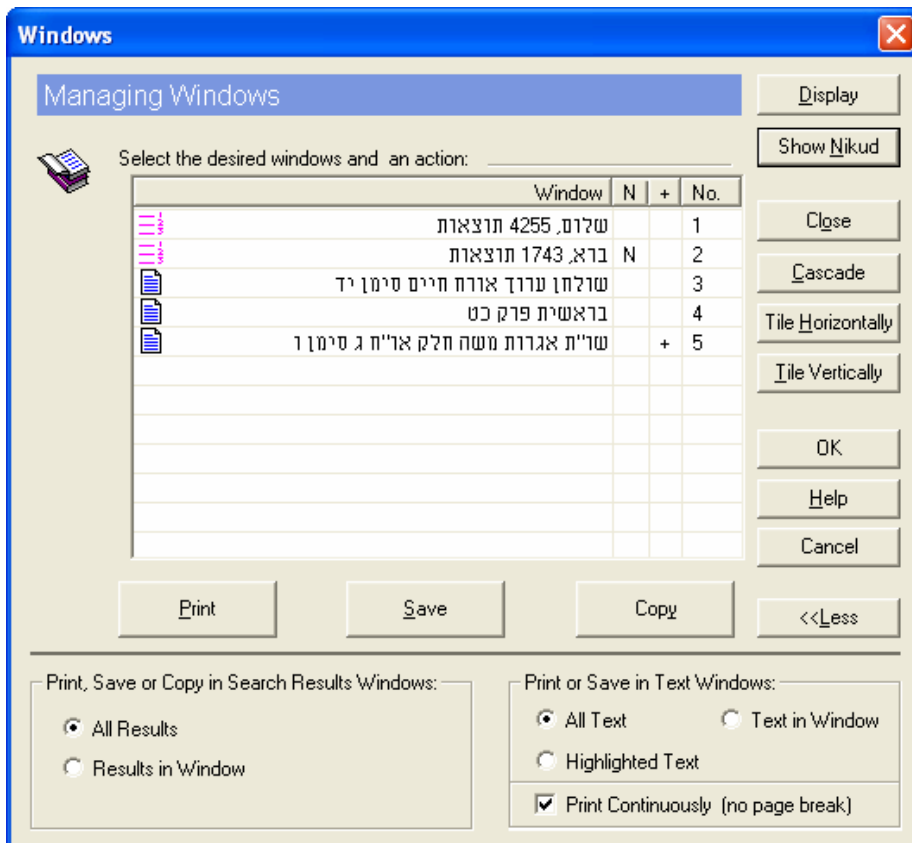 Windows
Managing Windows
Display
Show Nikud
Select the desired windows and an action:
Window N + No.
שלום, 4255 תוצאות 1
ברא, 1743 תוצאות N 2
שולחן ערוך אורח חיים סימן יד 3
בראשית פרק כט 4
שו"ת אגרות משה חלק או"ח ג סימן ו + 5
Close
Cascade
Tile Horizontally
Tile Vertically
OK
Help
Cancel
Print Save Copy
<<Less
Print, Save or Copy in Search Results Windows:
All Results
Results in Window
Print or Save in Text Windows:
All Text Text in Window
Highlighted Text
Print Continuously (no page break)